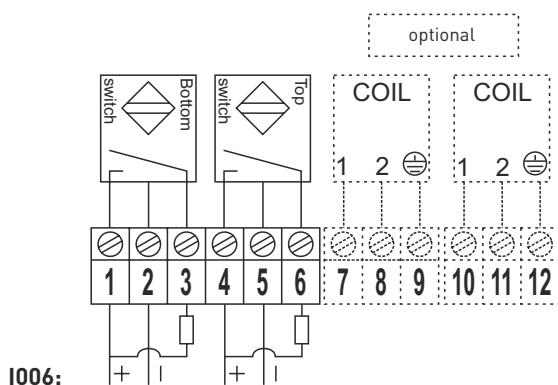 optional
Bottom
switch
Top
switch
COIL
COIL
1 2
1 2
1 2 3 4 5 6 7 8 9 10 11 12
+ − + −
I006: